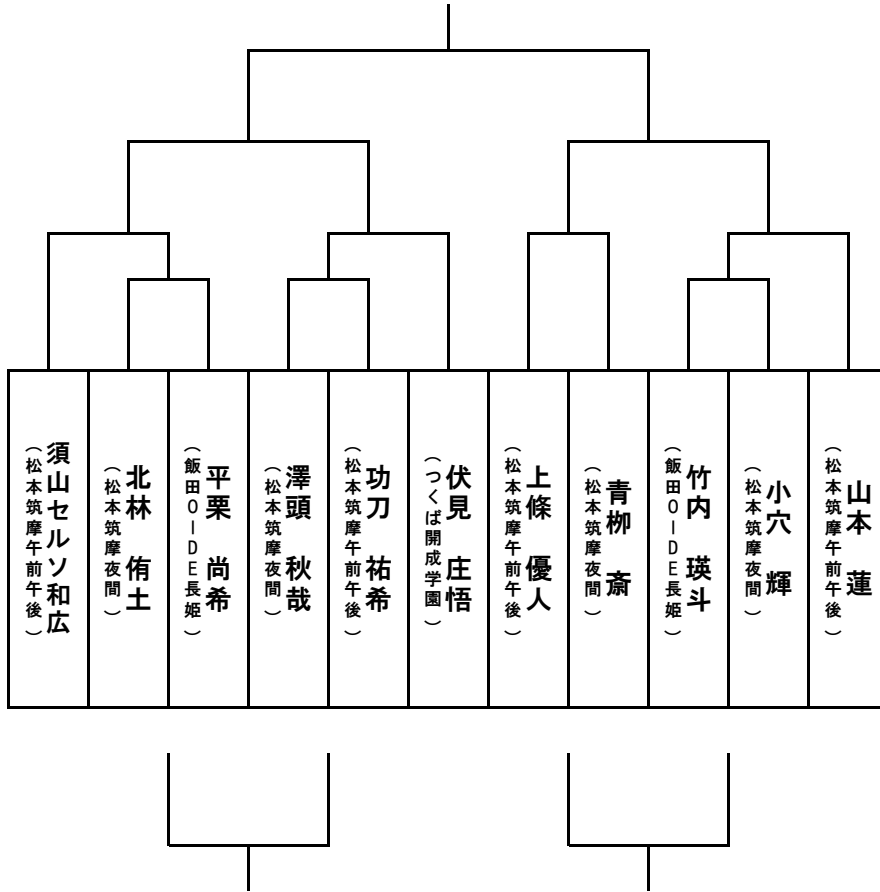 須山セルソ和広
（松本筑摩午前午後）
北林 侑土
（松本筑摩夜間）
平栗 尚希
（飯田ＯＩＤＥ長姫）
澤頭 秋哉
（松本筑摩夜間）
功刀 祐希
（松本筑摩午前午後）
伏見 庄悟
（つくば開成学園）
上條 優人
（松本筑摩午前午後）
青栁 斎
（松本筑摩夜間）
竹内 瑛斗
（飯田ＯＩＤＥ長姫）
小穴 輝
（松本筑摩夜間）
山本 蓮
（松本筑摩午前午後）